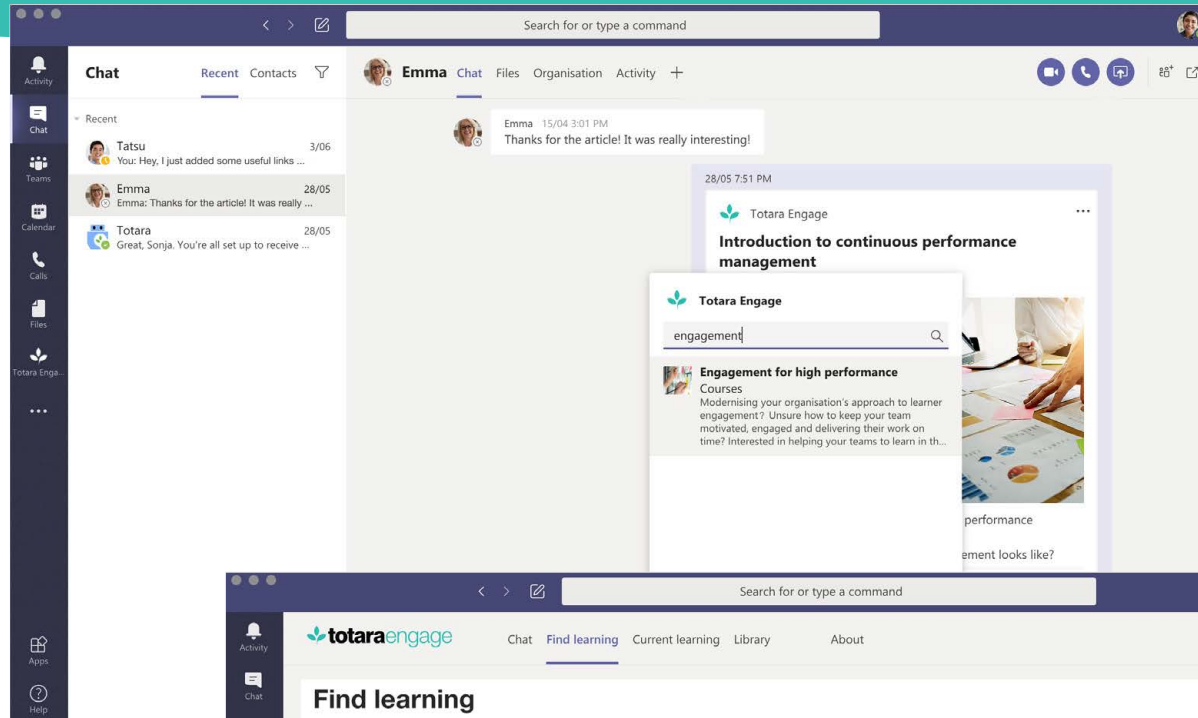 Search for or type a command
Activity
Chat
Teams
Calendar
Calls
Files
Totara Enga...
...
Apps
Help
Chat
Recent Contacts
Recent
Tatsu 3/06
You: Hey, I just added some useful links ...
Emma 28/05
Emma: Thanks for the article! It was really ...
Totara 28/05
Great, Sonja. You're all set up to receive ...
Emma Chat Files Organisation Activity +
Emma 15/04 3:01 PM
Thanks for the article! It was really interesting!
28/05 7:51 PM
Totara Engage
Introduction to continuous performance
management
Totara Engage
engagement
Engagement for high performance
Courses
Modernising your organisation's approach to learner
engagement? Unsure how to keep your team
motivated, engaged and delivering their work on
time? Interested in helping your teams to learn in th...
performance
ement looks like?
Search for or type a command
Activity
Chat
totaraengage
Chat Find learning Current learning Library About
Find learning